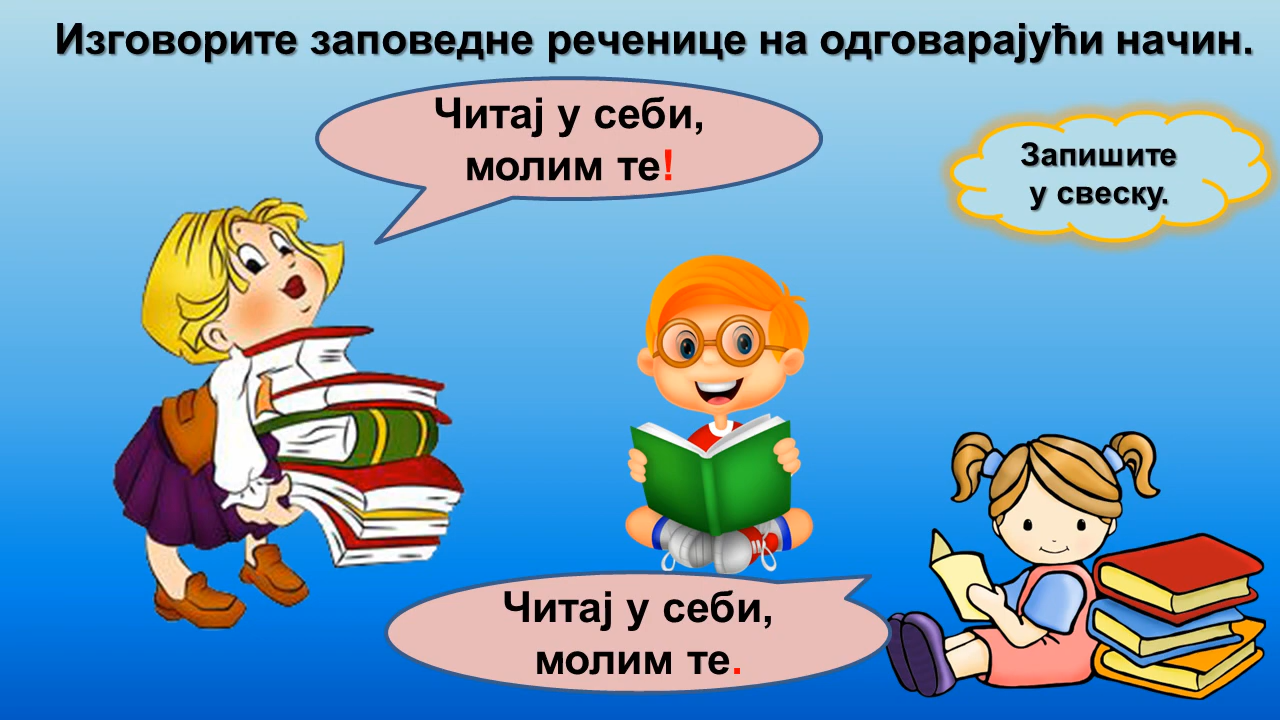 Изговорите заповедне реченице на одговарајући начин.
Читај у себи,
молим те!
Запишите
у свеску.
Читај у себи,
молим те.